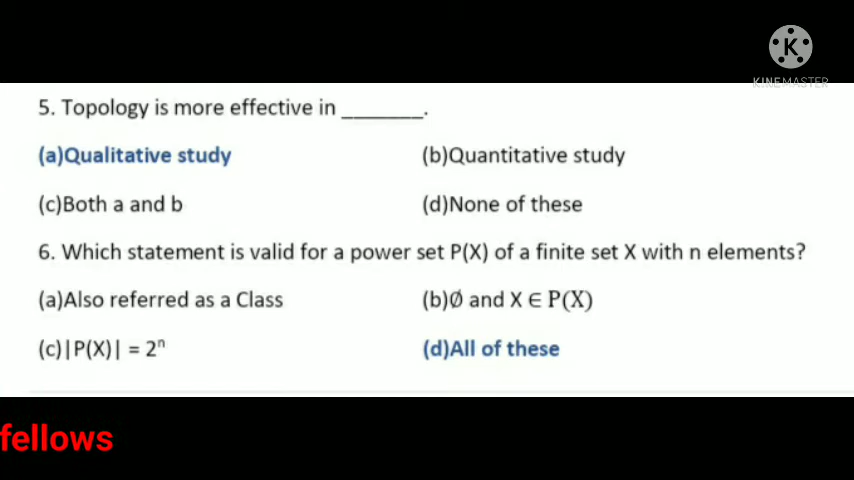 K
KINEMASTER
5. Topology is more effective in _______.
(a)Qualitative study (b)Quantitative study
(c)Both a and b (d)None of these
6. Which statement is valid for a power set P(X) of a finite set X with n elements?
(a)Also referred as a Class (b)Ø and X ∈ P(X)
(c)|P(X)| = 2ⁿ (d)All of these
fellows